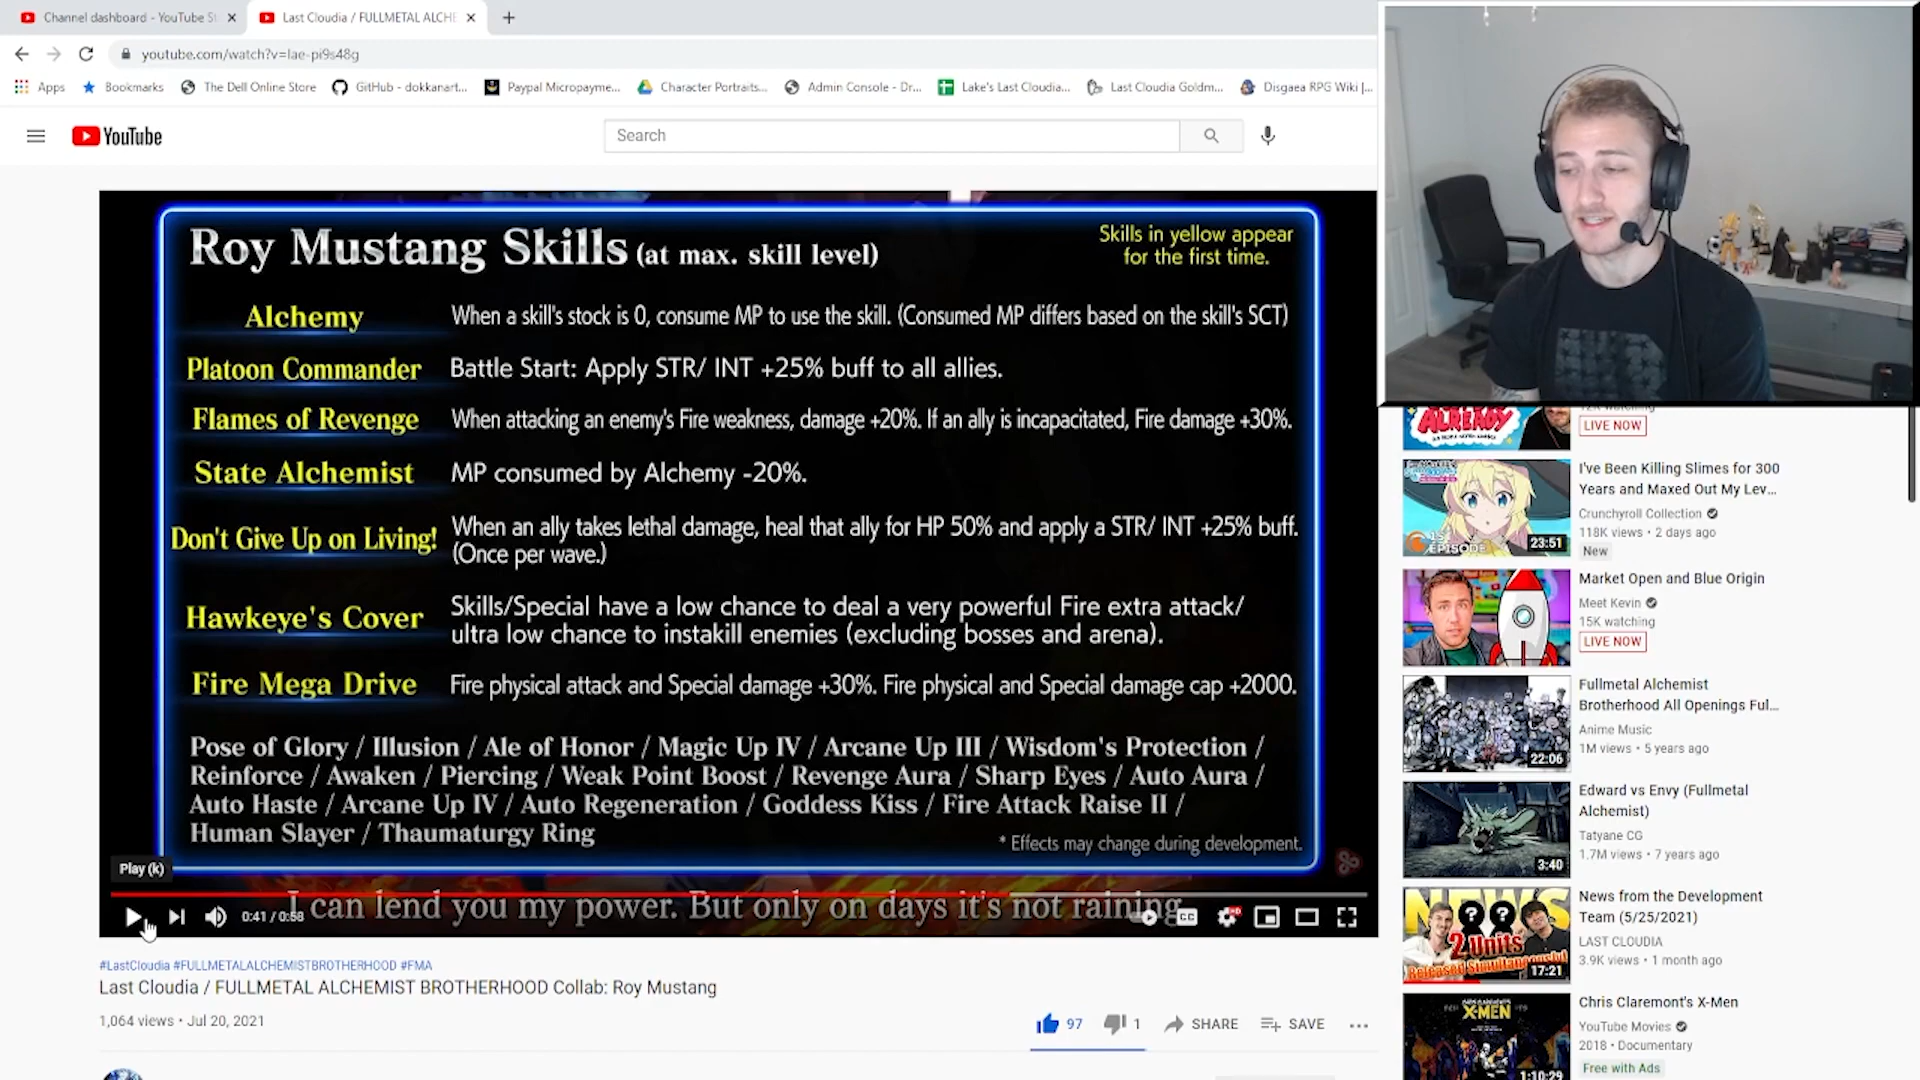 Channel dashboard - YouTube St
Last Cloudia / FULLMETAL ALCHE
youtube.com/watch?v=lae-pi9s48g
Apps
Bookmarks
The Dell Online Store
GitHub - dokkanart...
Paypal Micropayme...
Character Portraits...
Admin Console - Dr...
Lake's Last Cloudia...
Last Cloudia Goldm...
Disgaea RPG Wiki |...
YouTube
Search
Roy Mustang Skills (at max. skill level)
Skills in yellow appear
for the first time.
Alchemy
When a skill's stock is 0, consume MP to use the skill. (Consumed MP differs based on the skill's SCT)
Platoon Commander
Battle Start: Apply STR/ INT +25% buff to all allies.
Flames of Revenge
When attacking an enemy's Fire weakness, damage +20%. If an ally is incapacitated, Fire damage +30%.
State Alchemist
MP consumed by Alchemy -20%.
Don't Give Up on Living!
When an ally takes lethal damage, heal that ally for HP 50% and apply a STR/ INT +25% buff.
(Once per wave.)
Hawkeye's Cover
Skills/Special have a low chance to deal a very powerful Fire extra attack/
ultra low chance to instakill enemies (excluding bosses and arena).
Fire Mega Drive
Fire physical attack and Special damage +30%. Fire physical and Special damage cap +2000.
Pose of Glory / Illusion / Ale of Honor / Magic Up IV / Arcane Up III / Wisdom's Protection /
Reinforce / Awaken / Piercing / Weak Point Boost / Revenge Aura / Sharp Eyes / Auto Aura /
Auto Haste / Arcane Up IV / Auto Regeneration / Goddess Kiss / Fire Attack Raise II /
Human Slayer / Thaumaturgy Ring
* Effects may change during development.
Play (k)
I can lend you my power. But only on days it's not raining.
0:41 / 0:58
CC
HD
#LastCloudia #FULLMETALALCHEMISTBROTHERHOOD #FMA
Last Cloudia / FULLMETAL ALCHEMIST BROTHERHOOD Collab: Roy Mustang
1,064 views • Jul 20, 2021
97
1
SHARE
SAVE
ALREADY
LIVE NOW
I've Been Killing Slimes for 300
Years and Maxed Out My Lev...
Crunchyroll Collection
118K views • 2 days ago
New
EPISODE
23:51
Market Open and Blue Origin
Meet Kevin
15K watching
LIVE NOW
Fullmetal Alchemist
Brotherhood All Openings Ful...
Anime Music
1M views • 5 years ago
22:06
Edward vs Envy (Fullmetal
Alchemist)
Tatyane CG
1.7M views • 7 years ago
3:40
News from the Development
Team (5/25/2021)
LAST CLOUDIA
3.9K views • 1 month ago
NEWS
2 Units
Released Simultaneously!
17:21
Chris Claremont's X-Men
YouTube Movies
2018 • Documentary
Free with Ads
X-MEN
1:10:29